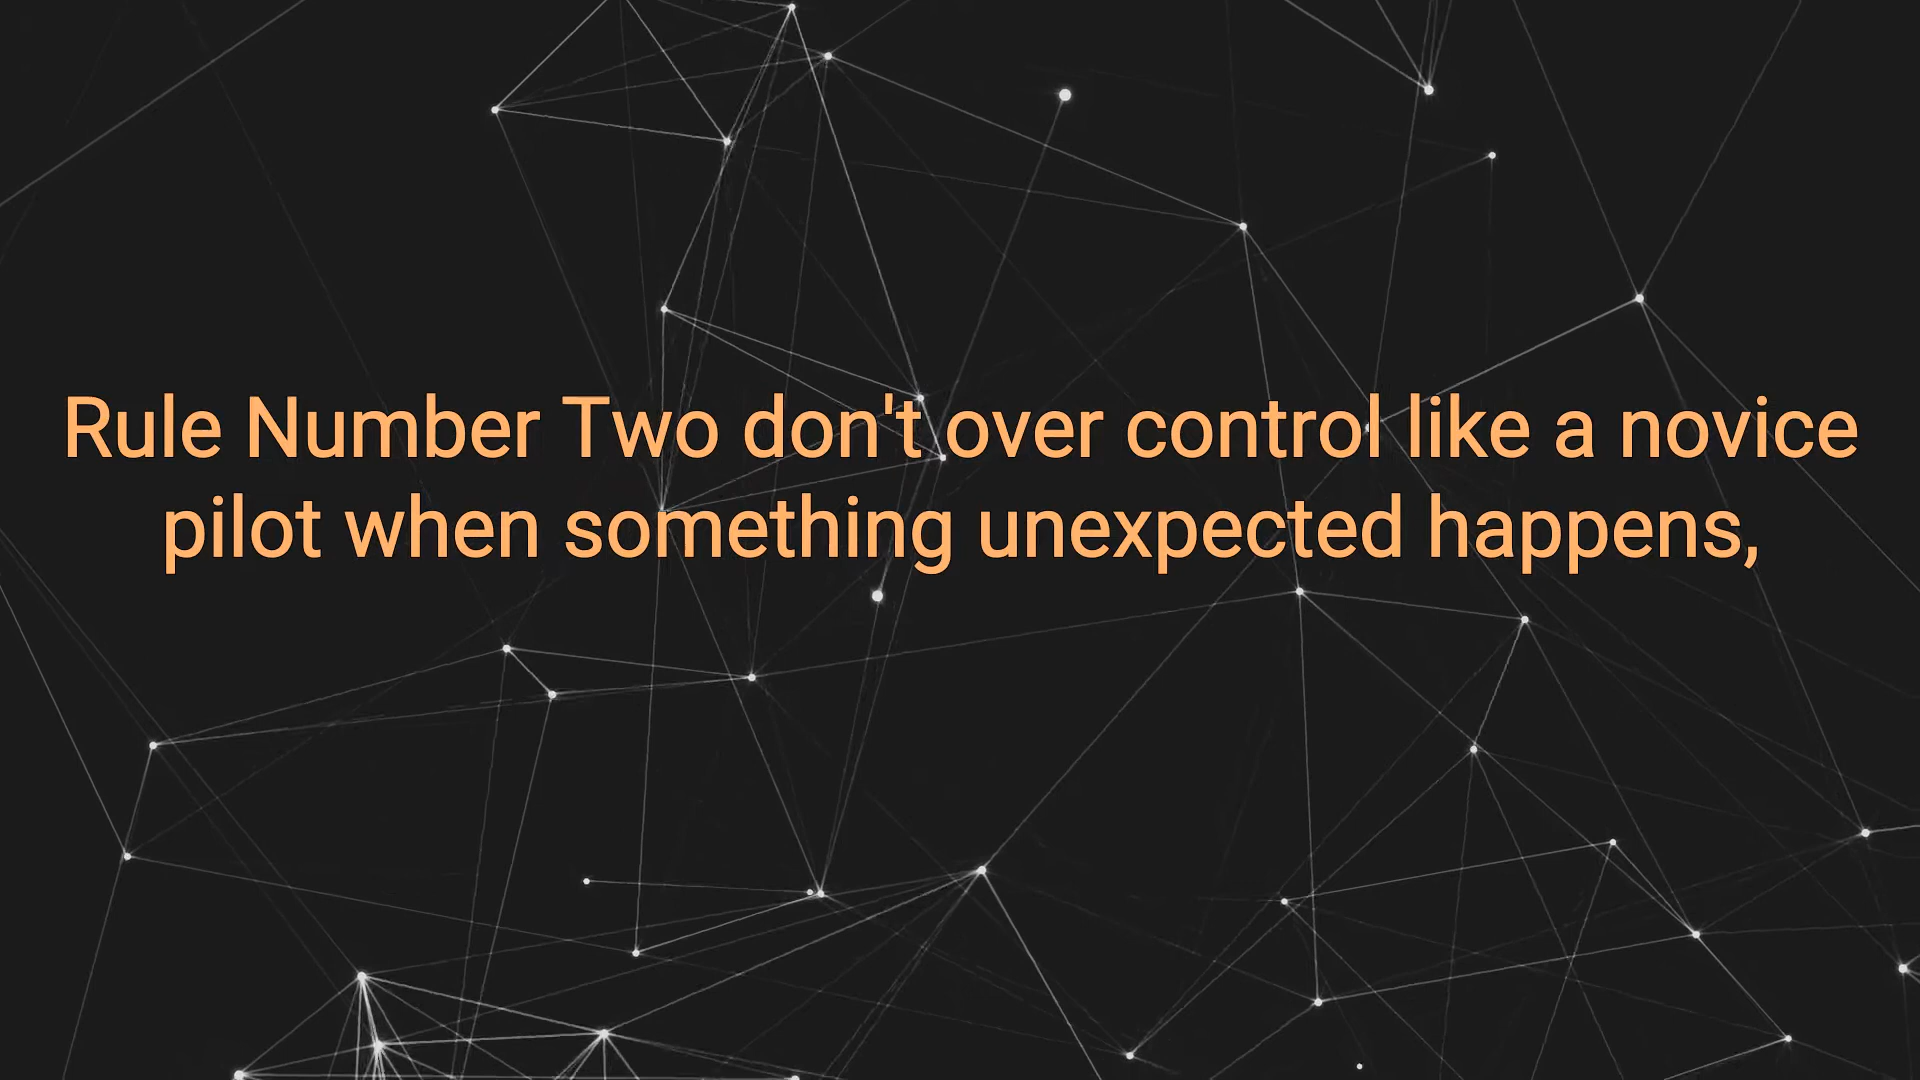 Rule Number Two don't over control like a novice
pilot when something unexpected happens,